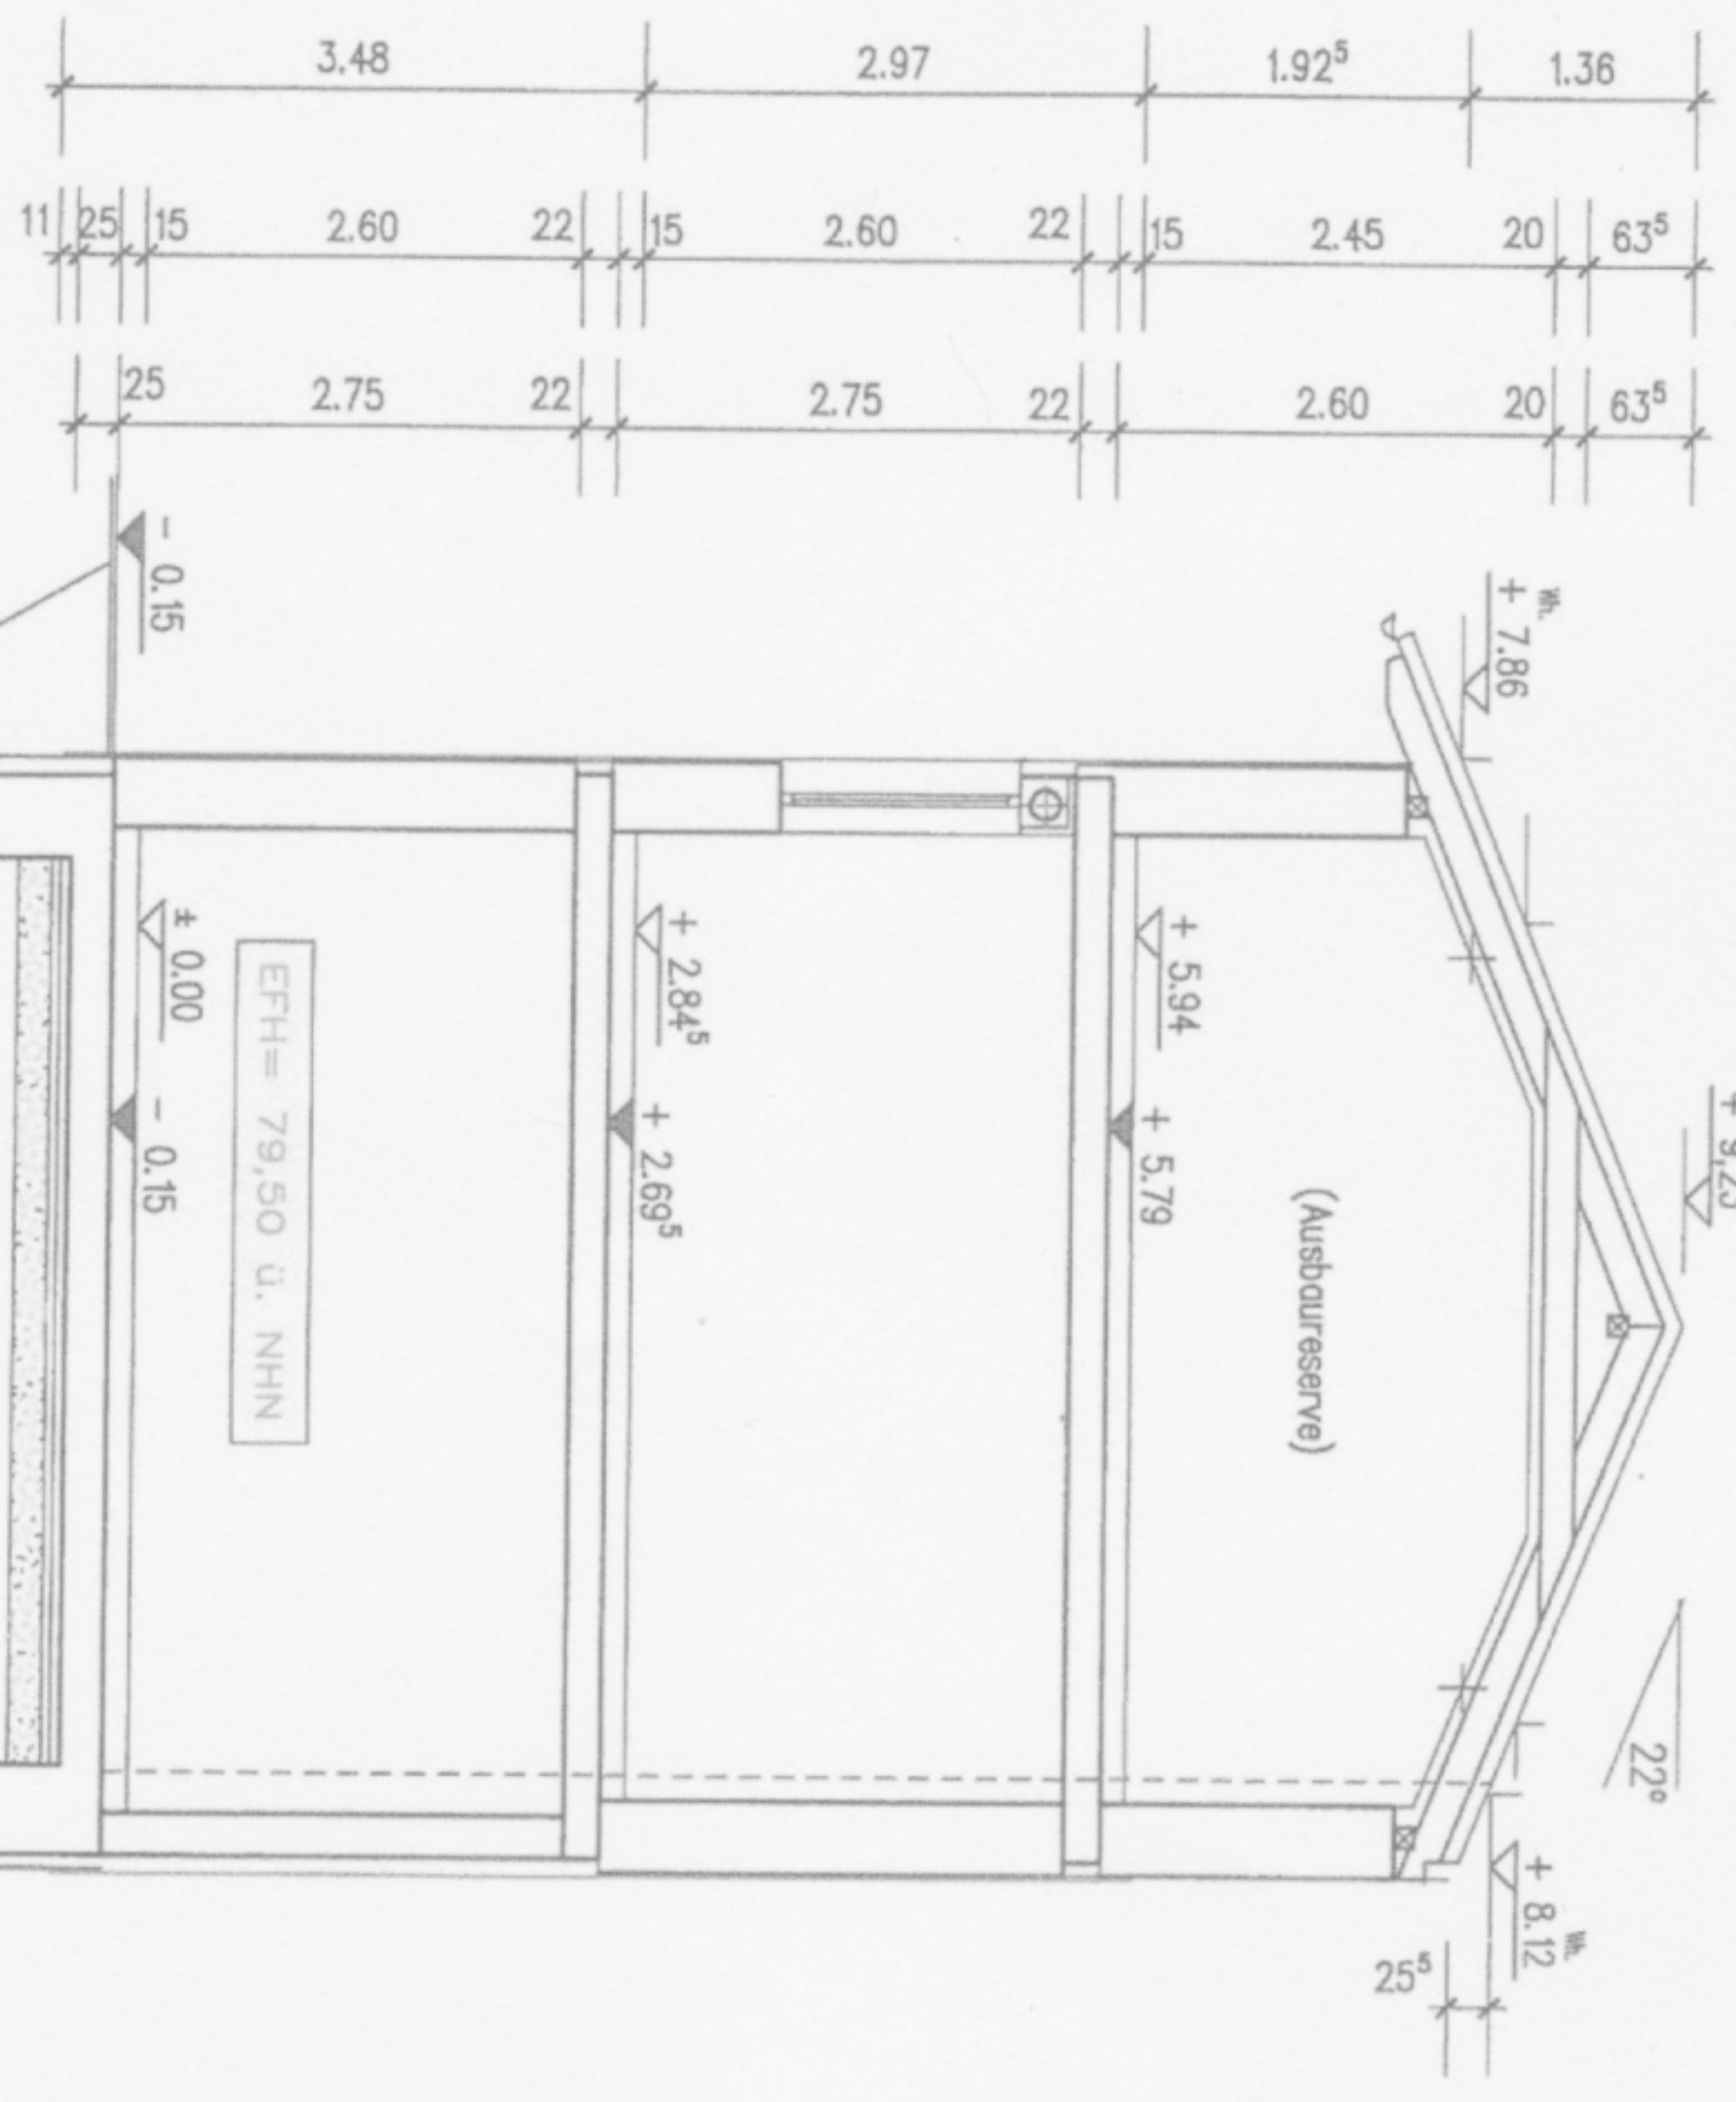 3.48 2.97 1.92⁵ 1.36
11 25 15 2.60 22 15 2.60 22 15 2.45 20 63⁵
25 2.75 22 2.75 22 2.60 20 63⁵
- 0.15
Wh.
+ 7.86
± 0.00
- 0.15
EFH= 79,50 ü. NHN
+ 2.84⁵
+ 2.69⁵
+ 5.94
+ 5.79
(Ausbaureserve)
22°
Wh.
+ 8.12
25⁵